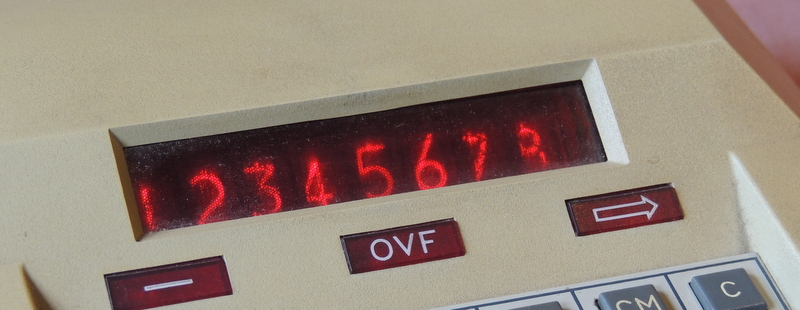 12345678.
— OVF ⇨
CM C